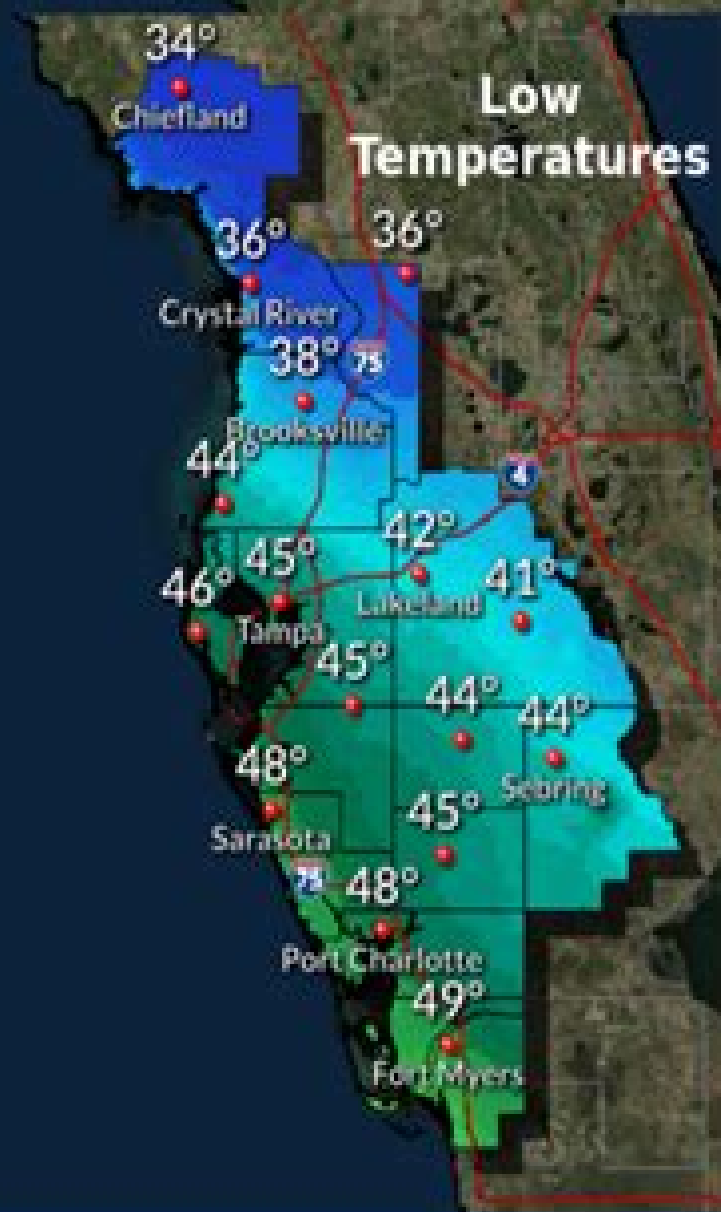 Low
Temperatures
34°
Chiefland
36°
36°
Crystal River
38°
75
Brooksville
44°
4
42°
45°
46°
41°
Lakeland
Tampa
45°
44°
44°
48°
Sebring
45°
Sarasota
75
48°
Port Charlotte
49°
Fort Myers